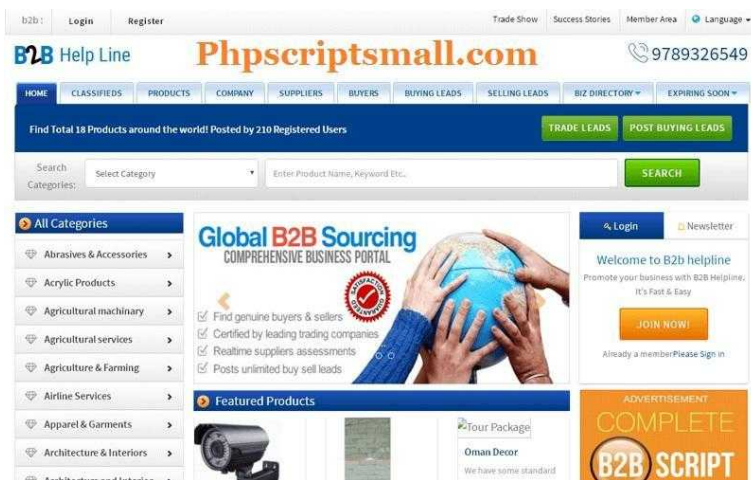 b2b :
Login
Register
Trade Show
Success Stories
Member Area
Language
B2B Help Line
Phpscriptsmall.com
9789326549
HOME
CLASSIFIEDS
PRODUCTS
COMPANY
SUPPLIERS
BUYERS
BUYING LEADS
SELLING LEADS
BIZ DIRECTORY
EXPIRING SOON
Find Total 18 Products around the world! Posted by 210 Registered Users
TRADE LEADS
POST BUYING LEADS
Search
Categories:
Select Category
Enter Product Name, Keyword Etc..
SEARCH
All Categories
Abrasives & Accessories
Acrylic Products
Agricultural machinary
Agricultural services
Agriculture & Farming
Airline Services
Apparel & Garments
Architecture & Interiors
Global B2B Sourcing
COMPREHENSIVE BUSINESS PORTAL
SATISFACTION
Find genuine buyers & sellers
Certified by leading trading companies
Realtime suppliers assessments
Posts unlimited buy sell leads
Featured Products
Tour Package
Oman Decor
We have some standard
Login
Newsletter
Welcome to B2b helpline
Promote your business with B2B Helpline,
It's Fast & Easy
JOIN NOW!
Already a memberPlease Sign in
ADVERTISEMENT
COMPLETE
B2B SCRIPT